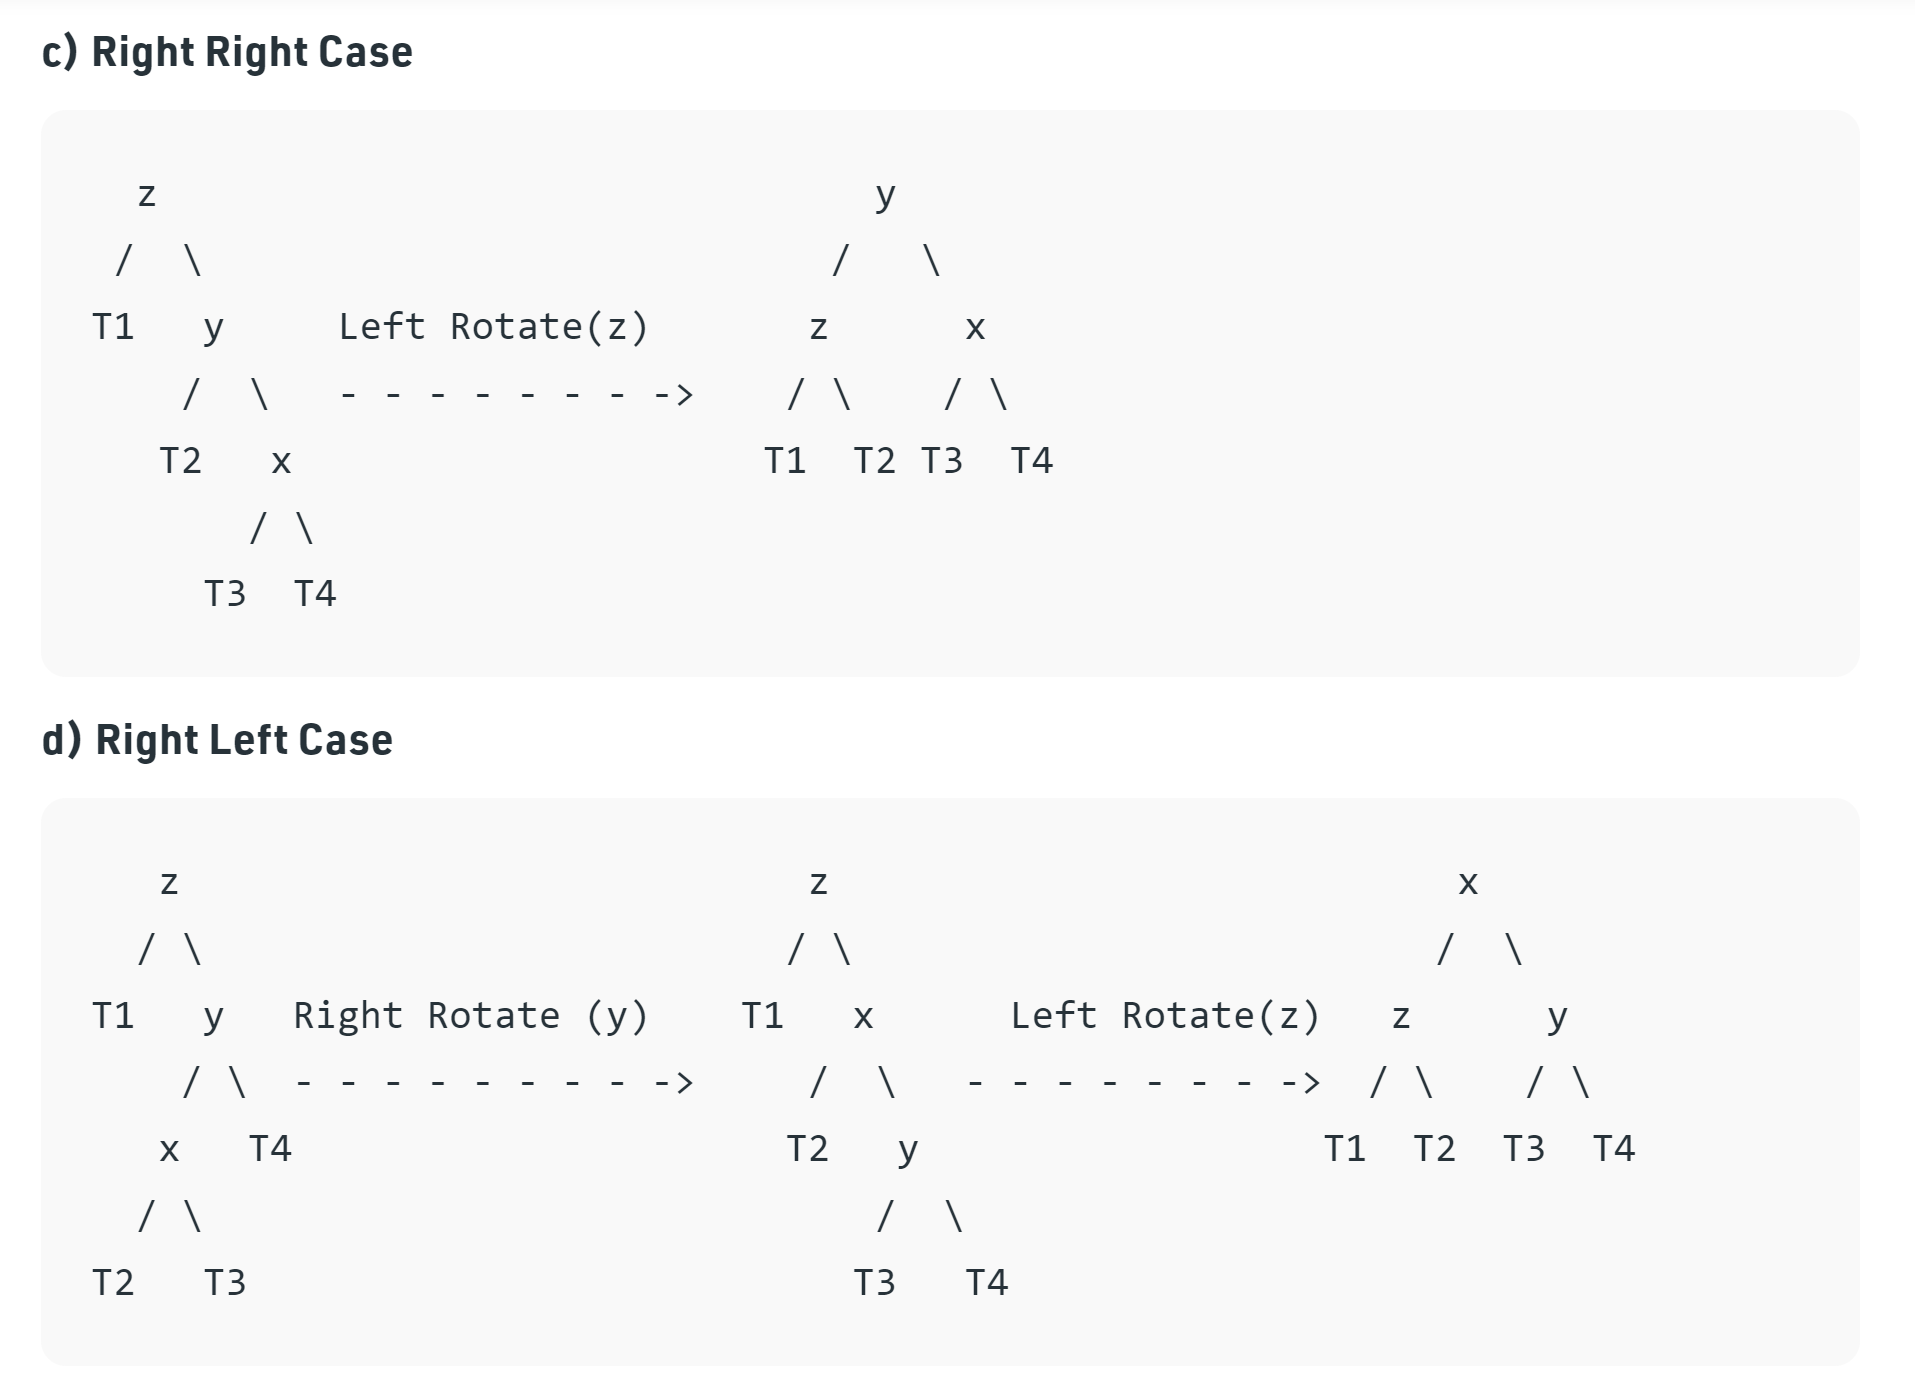 c) Right Right Case
  z                                y
 /  \                            /   \
T1   y     Left Rotate(z)       z      x
    /  \   - - - - - - - ->    / \    / \
   T2   x                     T1  T2 T3  T4
       / \
     T3  T4
d) Right Left Case
   z                            z                            x
  / \                          / \                          /  \
T1   y   Right Rotate (y)    T1   x      Left Rotate(z)   z      y
    / \  - - - - - - - - ->     /  \   - - - - - - - ->  / \    / \
   x   T4                      T2   y                  T1  T2  T3  T4
  / \                              /  \
T2   T3                           T3   T4